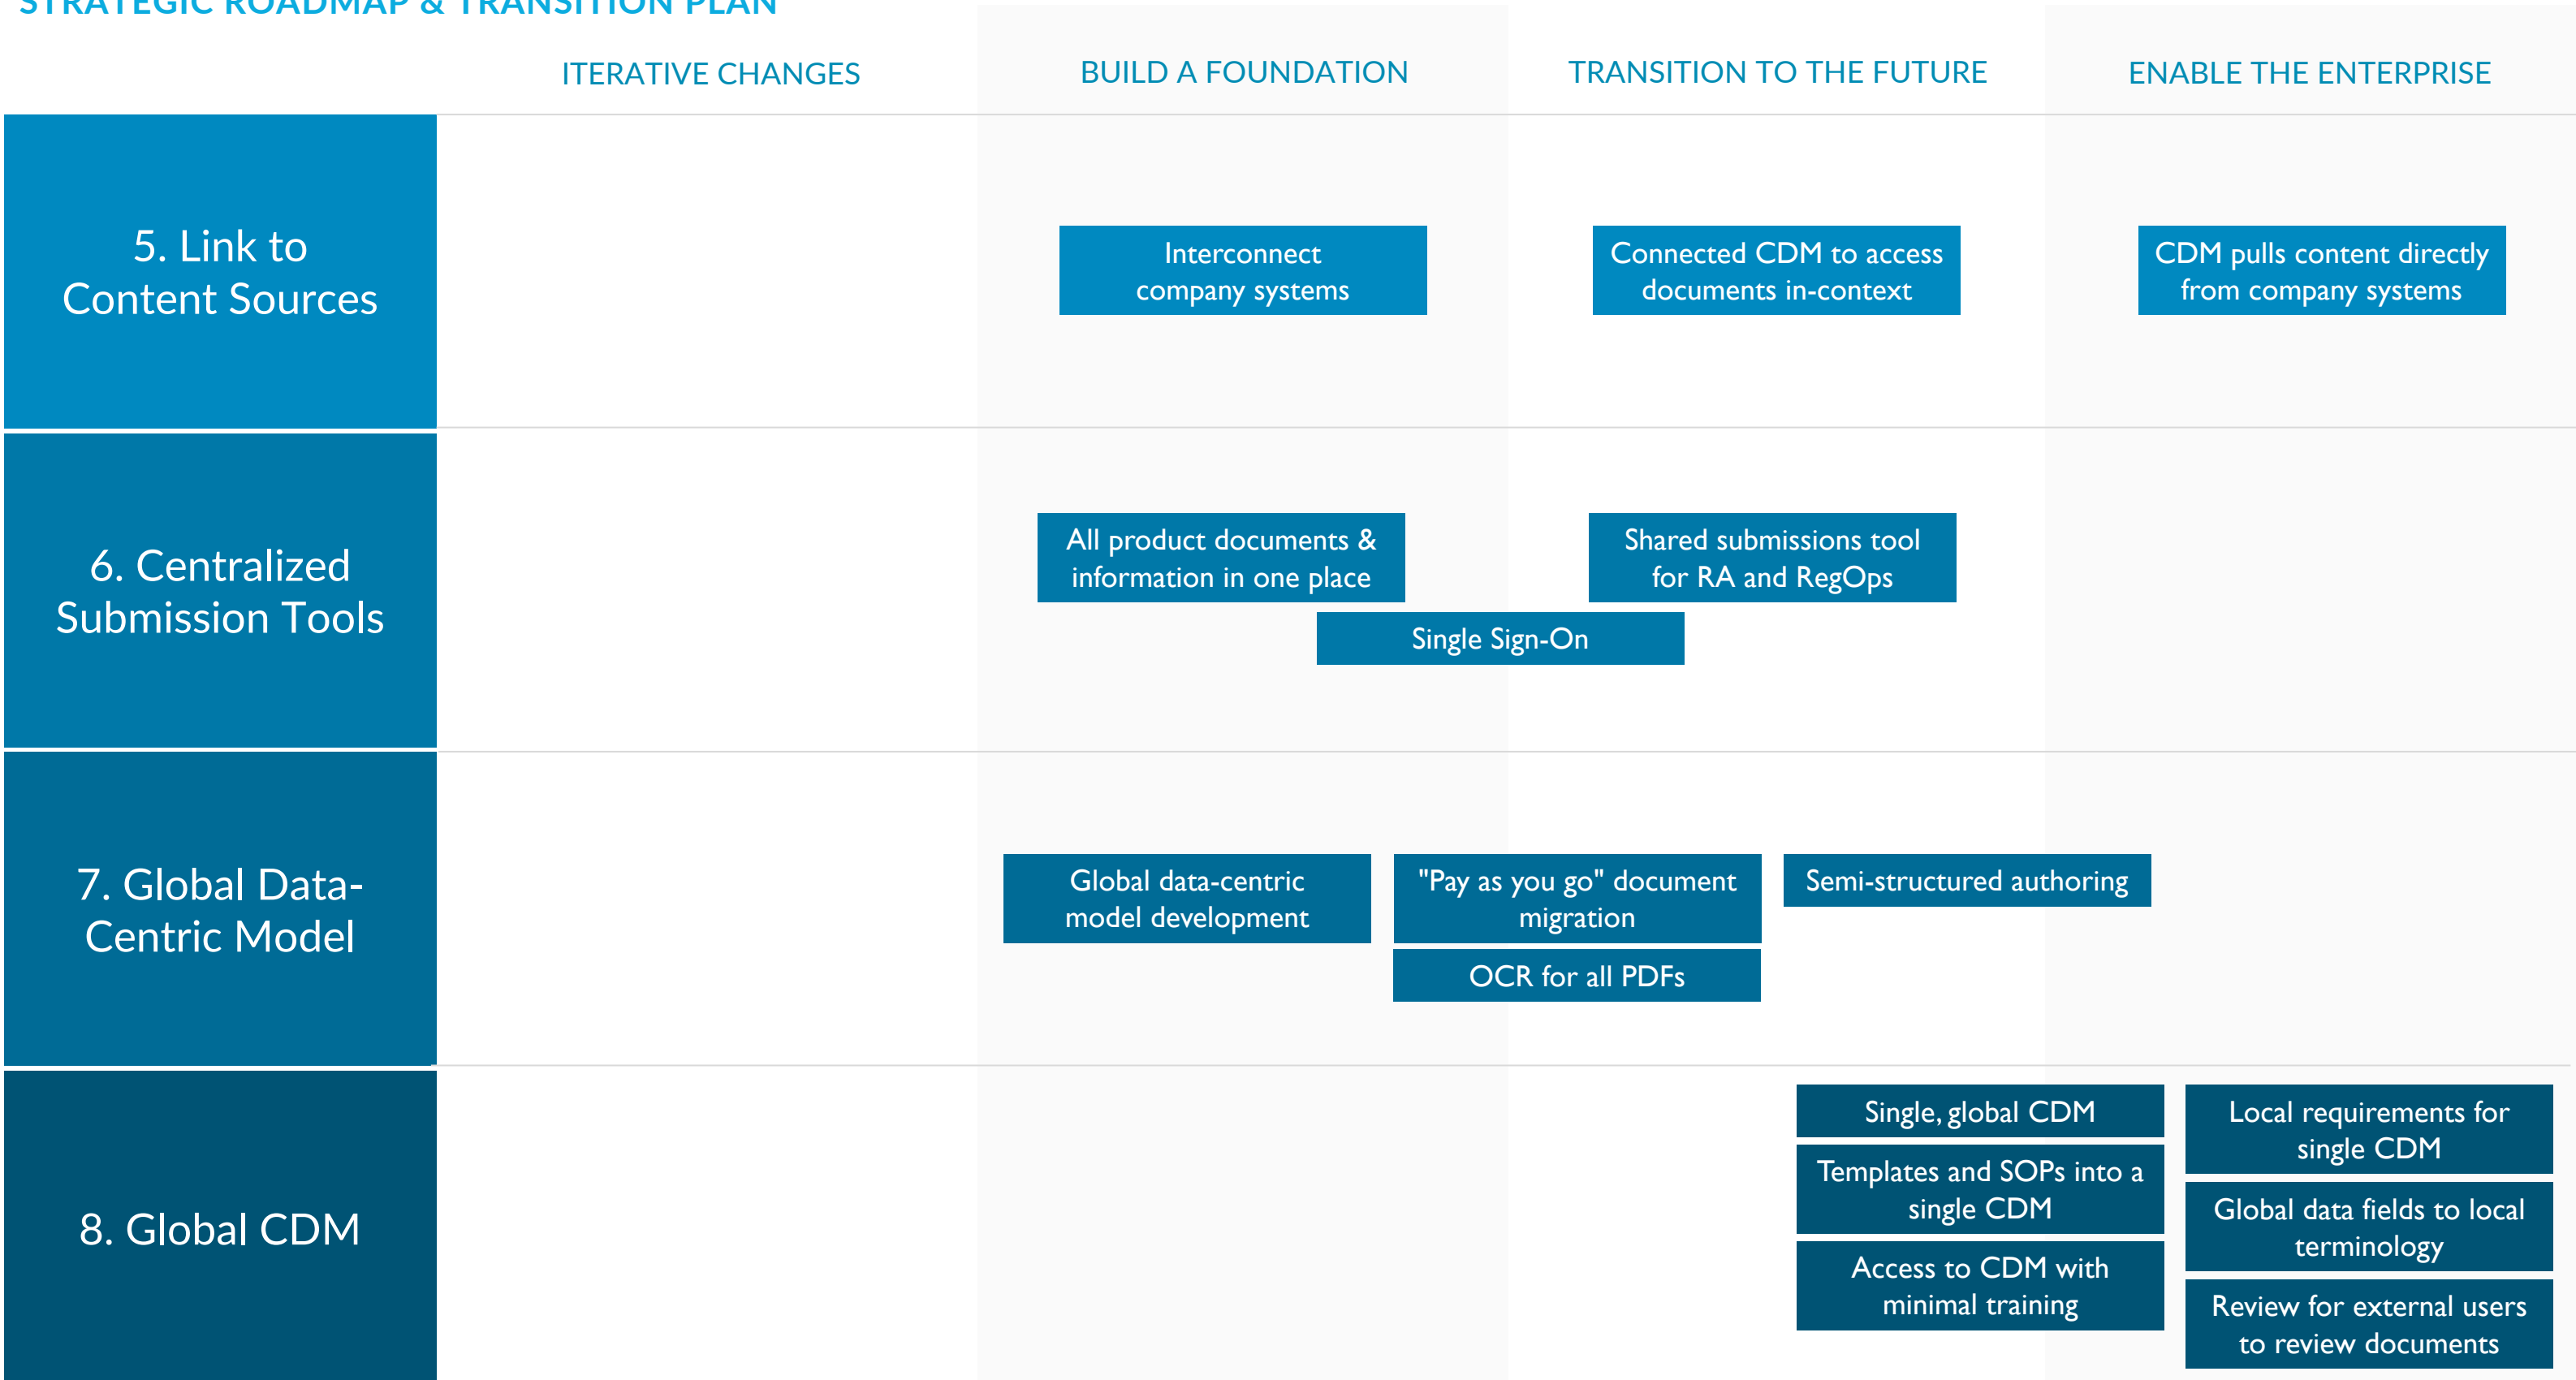 STRATEGIC ROADMAP & TRANSITION PLAN
ITERATIVE CHANGES
BUILD A FOUNDATION
TRANSITION TO THE FUTURE
ENABLE THE ENTERPRISE
5. Link to
Content Sources
Interconnect
company systems
Connected CDM to access
documents in-context
CDM pulls content directly
from company systems
6. Centralized
Submission Tools
All product documents &
information in one place
Shared submissions tool
for RA and RegOps
Single Sign-On
7. Global Data-
Centric Model
Global data-centric
model development
"Pay as you go" document
migration
Semi-structured authoring
OCR for all PDFs
8. Global CDM
Single, global CDM
Templates and SOPs into a
single CDM
Access to CDM with
minimal training
Local requirements for
single CDM
Global data fields to local
terminology
Review for external users
to review documents